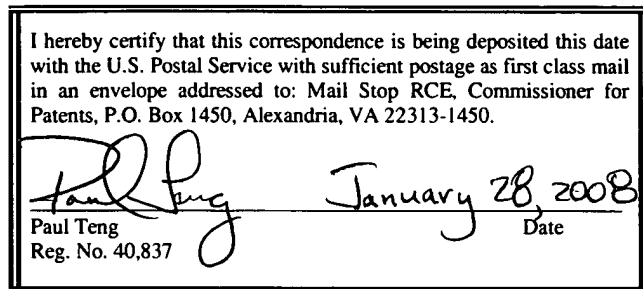 I hereby certify that this correspondence is being deposited this date
with the U.S. Postal Service with sufficient postage as first class mail
in an envelope addressed to: Mail Stop RCE, Commissioner for
Patents, P.O. Box 1450, Alexandria, VA 22313-1450.
Paul Teng January 28, 2008
Paul Teng Date
Reg. No. 40,837